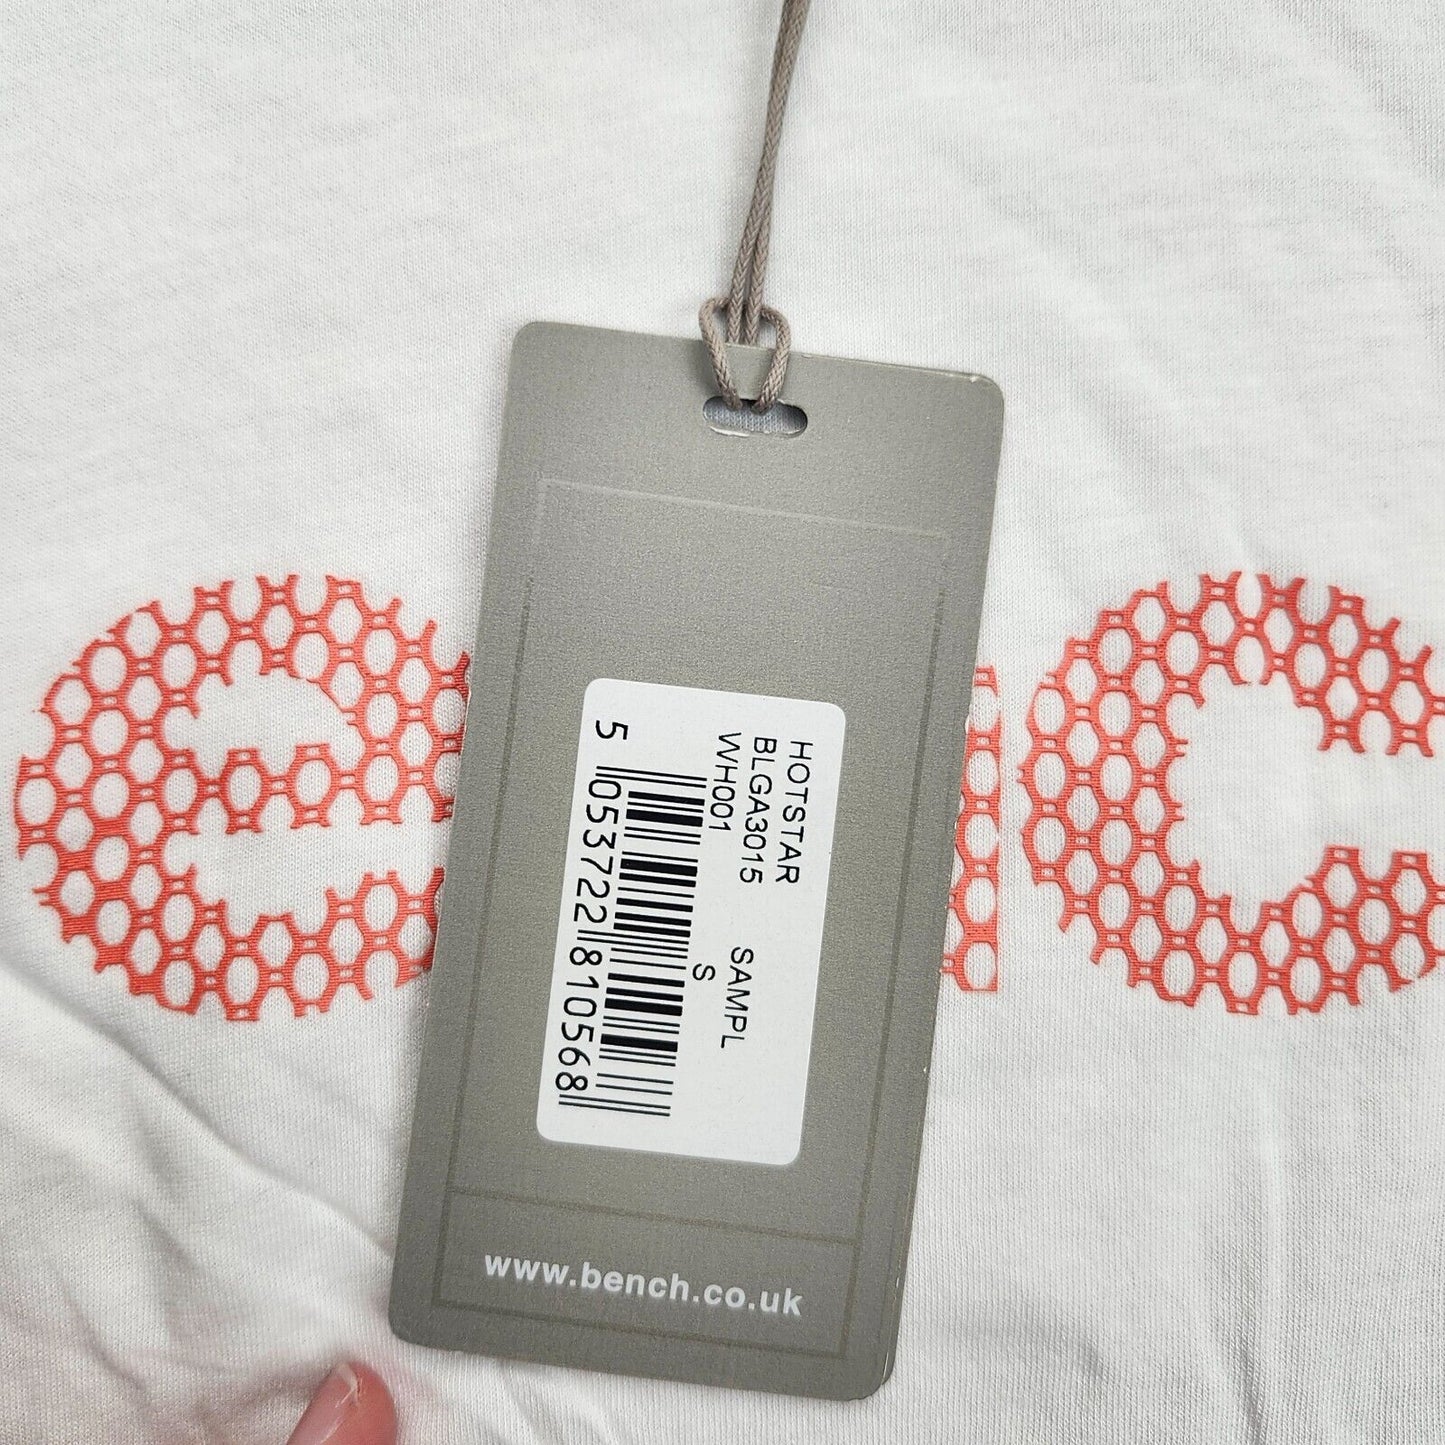 e
c
HOTSTAR
BLGA3015 SAMPL
WH001 S
5 053722 810568
www.bench.co.uk